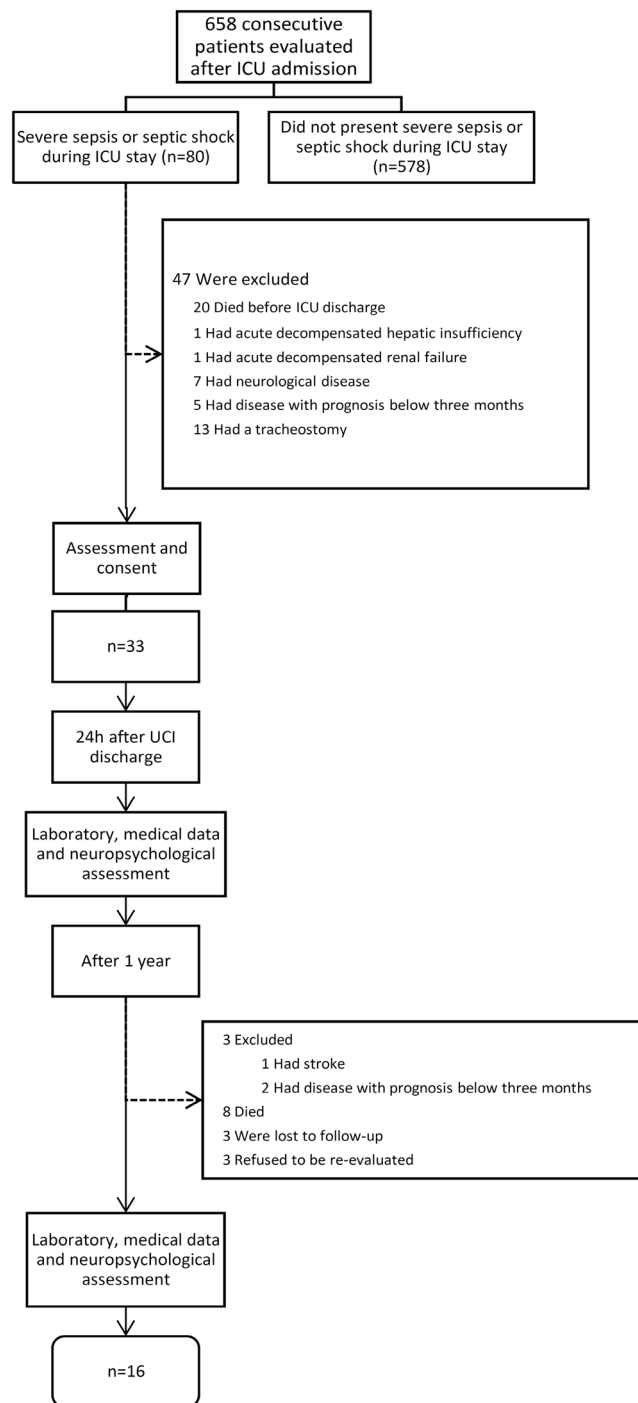 658 consecutive
patients evaluated
after ICU admission
Severe sepsis or septic shock
during ICU stay (n=80)
Did not present severe sepsis or
septic shock during ICU stay
(n=578)
47 Were excluded
20 Died before ICU discharge
1 Had acute decompensated hepatic insufficiency
1 Had acute decompensated renal failure
7 Had neurological disease
5 Had disease with prognosis below three months
13 Had a tracheostomy
Assessment and
consent
n=33
24h after UCI
discharge
Laboratory, medical data
and neuropsychological
assessment
After 1 year
3 Excluded
1 Had stroke
2 Had disease with prognosis below three months
8 Died
3 Were lost to follow-up
3 Refused to be re-evaluated
Laboratory, medical data
and neuropsychological
assessment
n=16